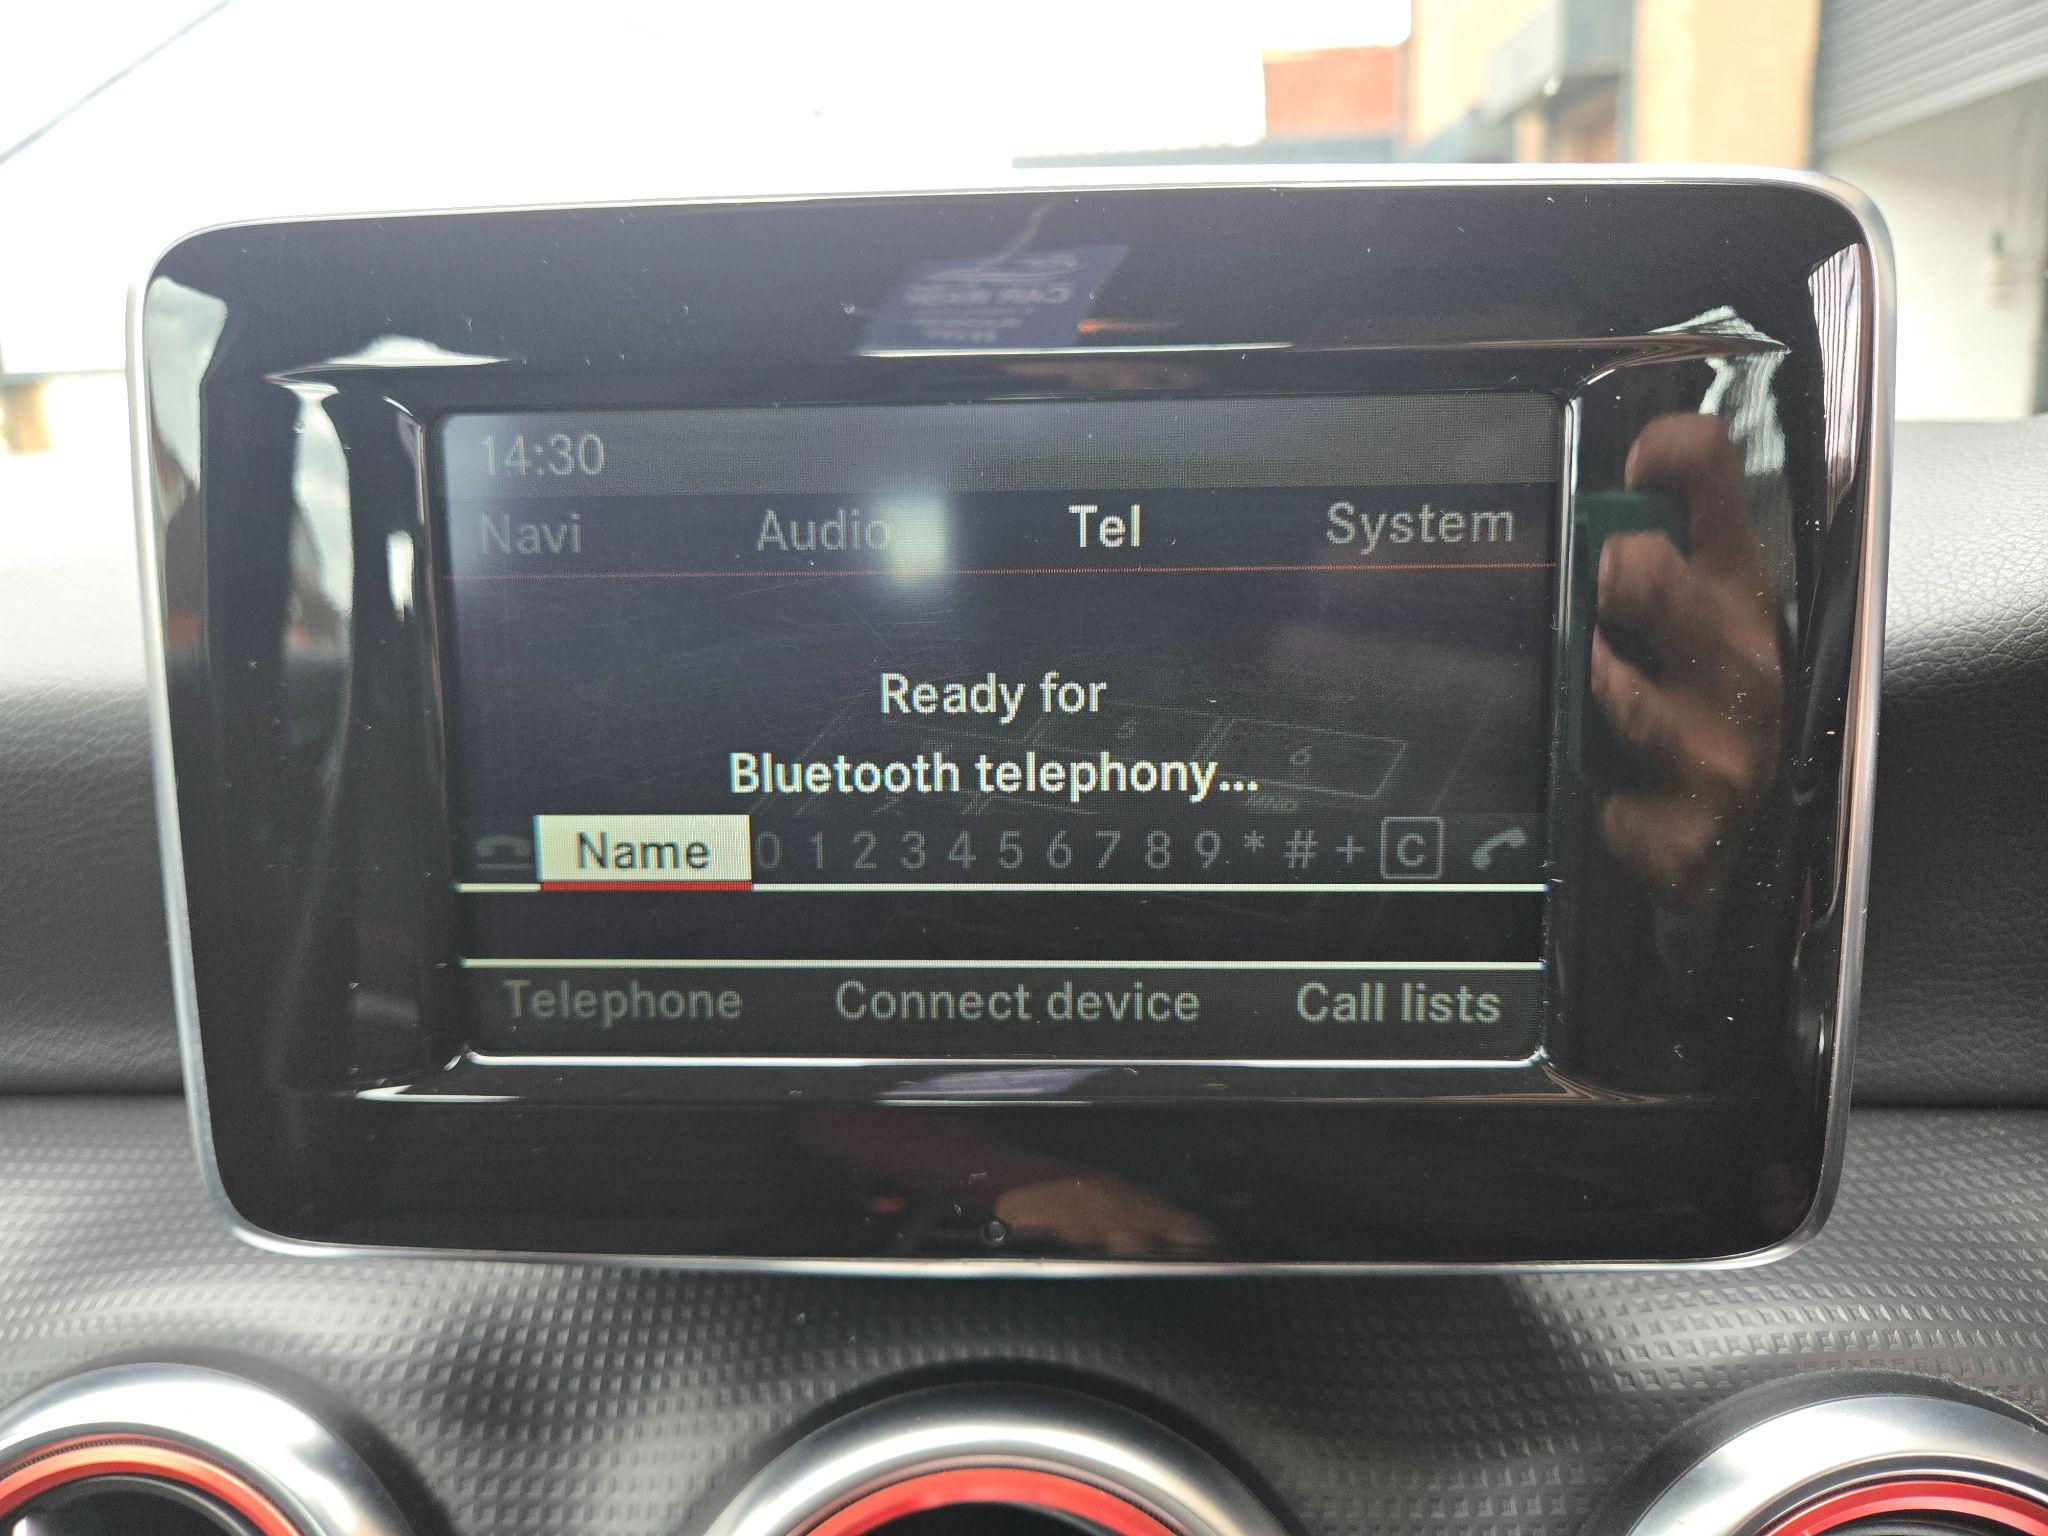 14:30
Navi Audio Tel System
Ready for
Bluetooth telephony...
Name 0 1 2 3 4 5 6 7 8 9 * # + C
Telephone Connect device Call lists